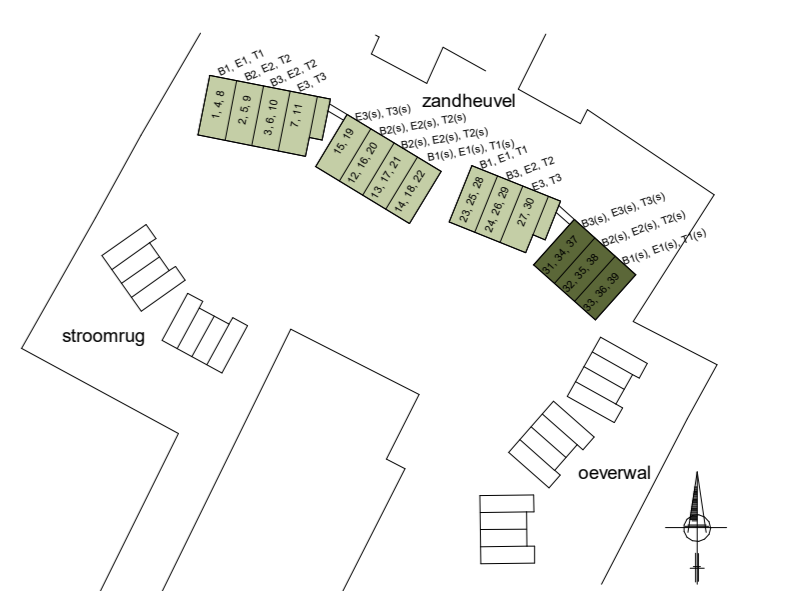 B1, E1, T1
B2, E2, T2
B3, E2, T2
E3, T3
1, 4, 8
2, 5, 9
3, 6, 10
7, 11
zandheuvel
E3(s), T3(s)
B2(s), E2(s), T2(s)
B2(s), E2(s), T2(s)
B1(s), E1(s), T1(s)
15, 19
12, 16, 20
13, 17, 21
14, 18, 22
B1, E1, T1
B3, E2, T2
E3, T3
23, 25, 28
24, 26, 29
27, 30
B3(s), E3(s), T3(s)
B2(s), E2(s), T2(s)
B1(s), E1(s), T1(s)
31, 34, 37
32, 35, 38
33, 36, 39
stroomrug
oeverwal